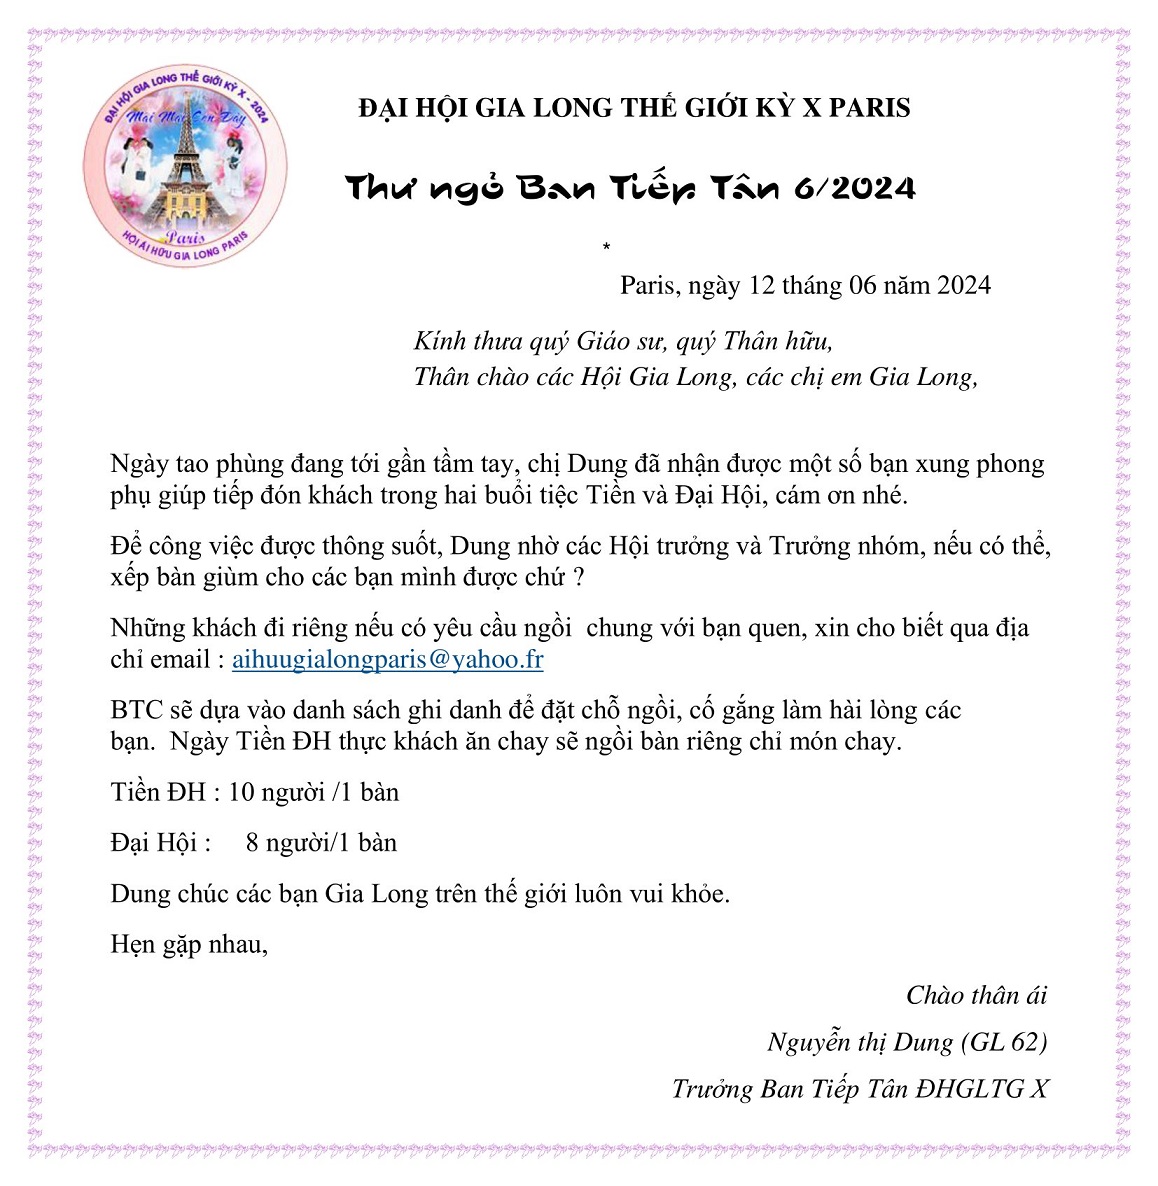 ĐẠI HỘI GIA LONG THẾ GIỚI KỲ X - 2024
Mãi Mãi Còn Đây
Paris
HỘI ÁI HỮU GIA LONG PARIS
ĐẠI HỘI GIA LONG THẾ GIỚI KỲ X PARIS
Thư ngỏ Ban Tiếp Tân 6/2024
*
Paris, ngày 12 tháng 06 năm 2024
Kính thưa quý Giáo sư, quý Thân hữu,
Thân chào các Hội Gia Long, các chị em Gia Long,
Ngày tao phùng đang tới gần tầm tay, chị Dung đã nhận được một số bạn xung phong
phụ giúp tiếp đón khách trong hai buổi tiệc Tiền và Đại Hội, cám ơn nhé.
Để công việc được thông suốt, Dung nhờ các Hội trưởng và Trưởng nhóm, nếu có thể,
xếp bàn giùm cho các bạn mình được chứ ?
Những khách đi riêng nếu có yêu cầu ngồi  chung với bạn quen, xin cho biết qua địa
chỉ email : aihuugialongparis@yahoo.fr
BTC sẽ dựa vào danh sách ghi danh để đặt chỗ ngồi, cố gắng làm hài lòng các
bạn.  Ngày Tiền ĐH thực khách ăn chay sẽ ngồi bàn riêng chỉ món chay.
Tiền ĐH : 10 người /1 bàn
Đại Hội :     8 người/1 bàn
Dung chúc các bạn Gia Long trên thế giới luôn vui khỏe.
Hẹn gặp nhau,
Chào thân ái
Nguyễn thị Dung (GL 62)
Trưởng Ban Tiếp Tân ĐHGLTG X